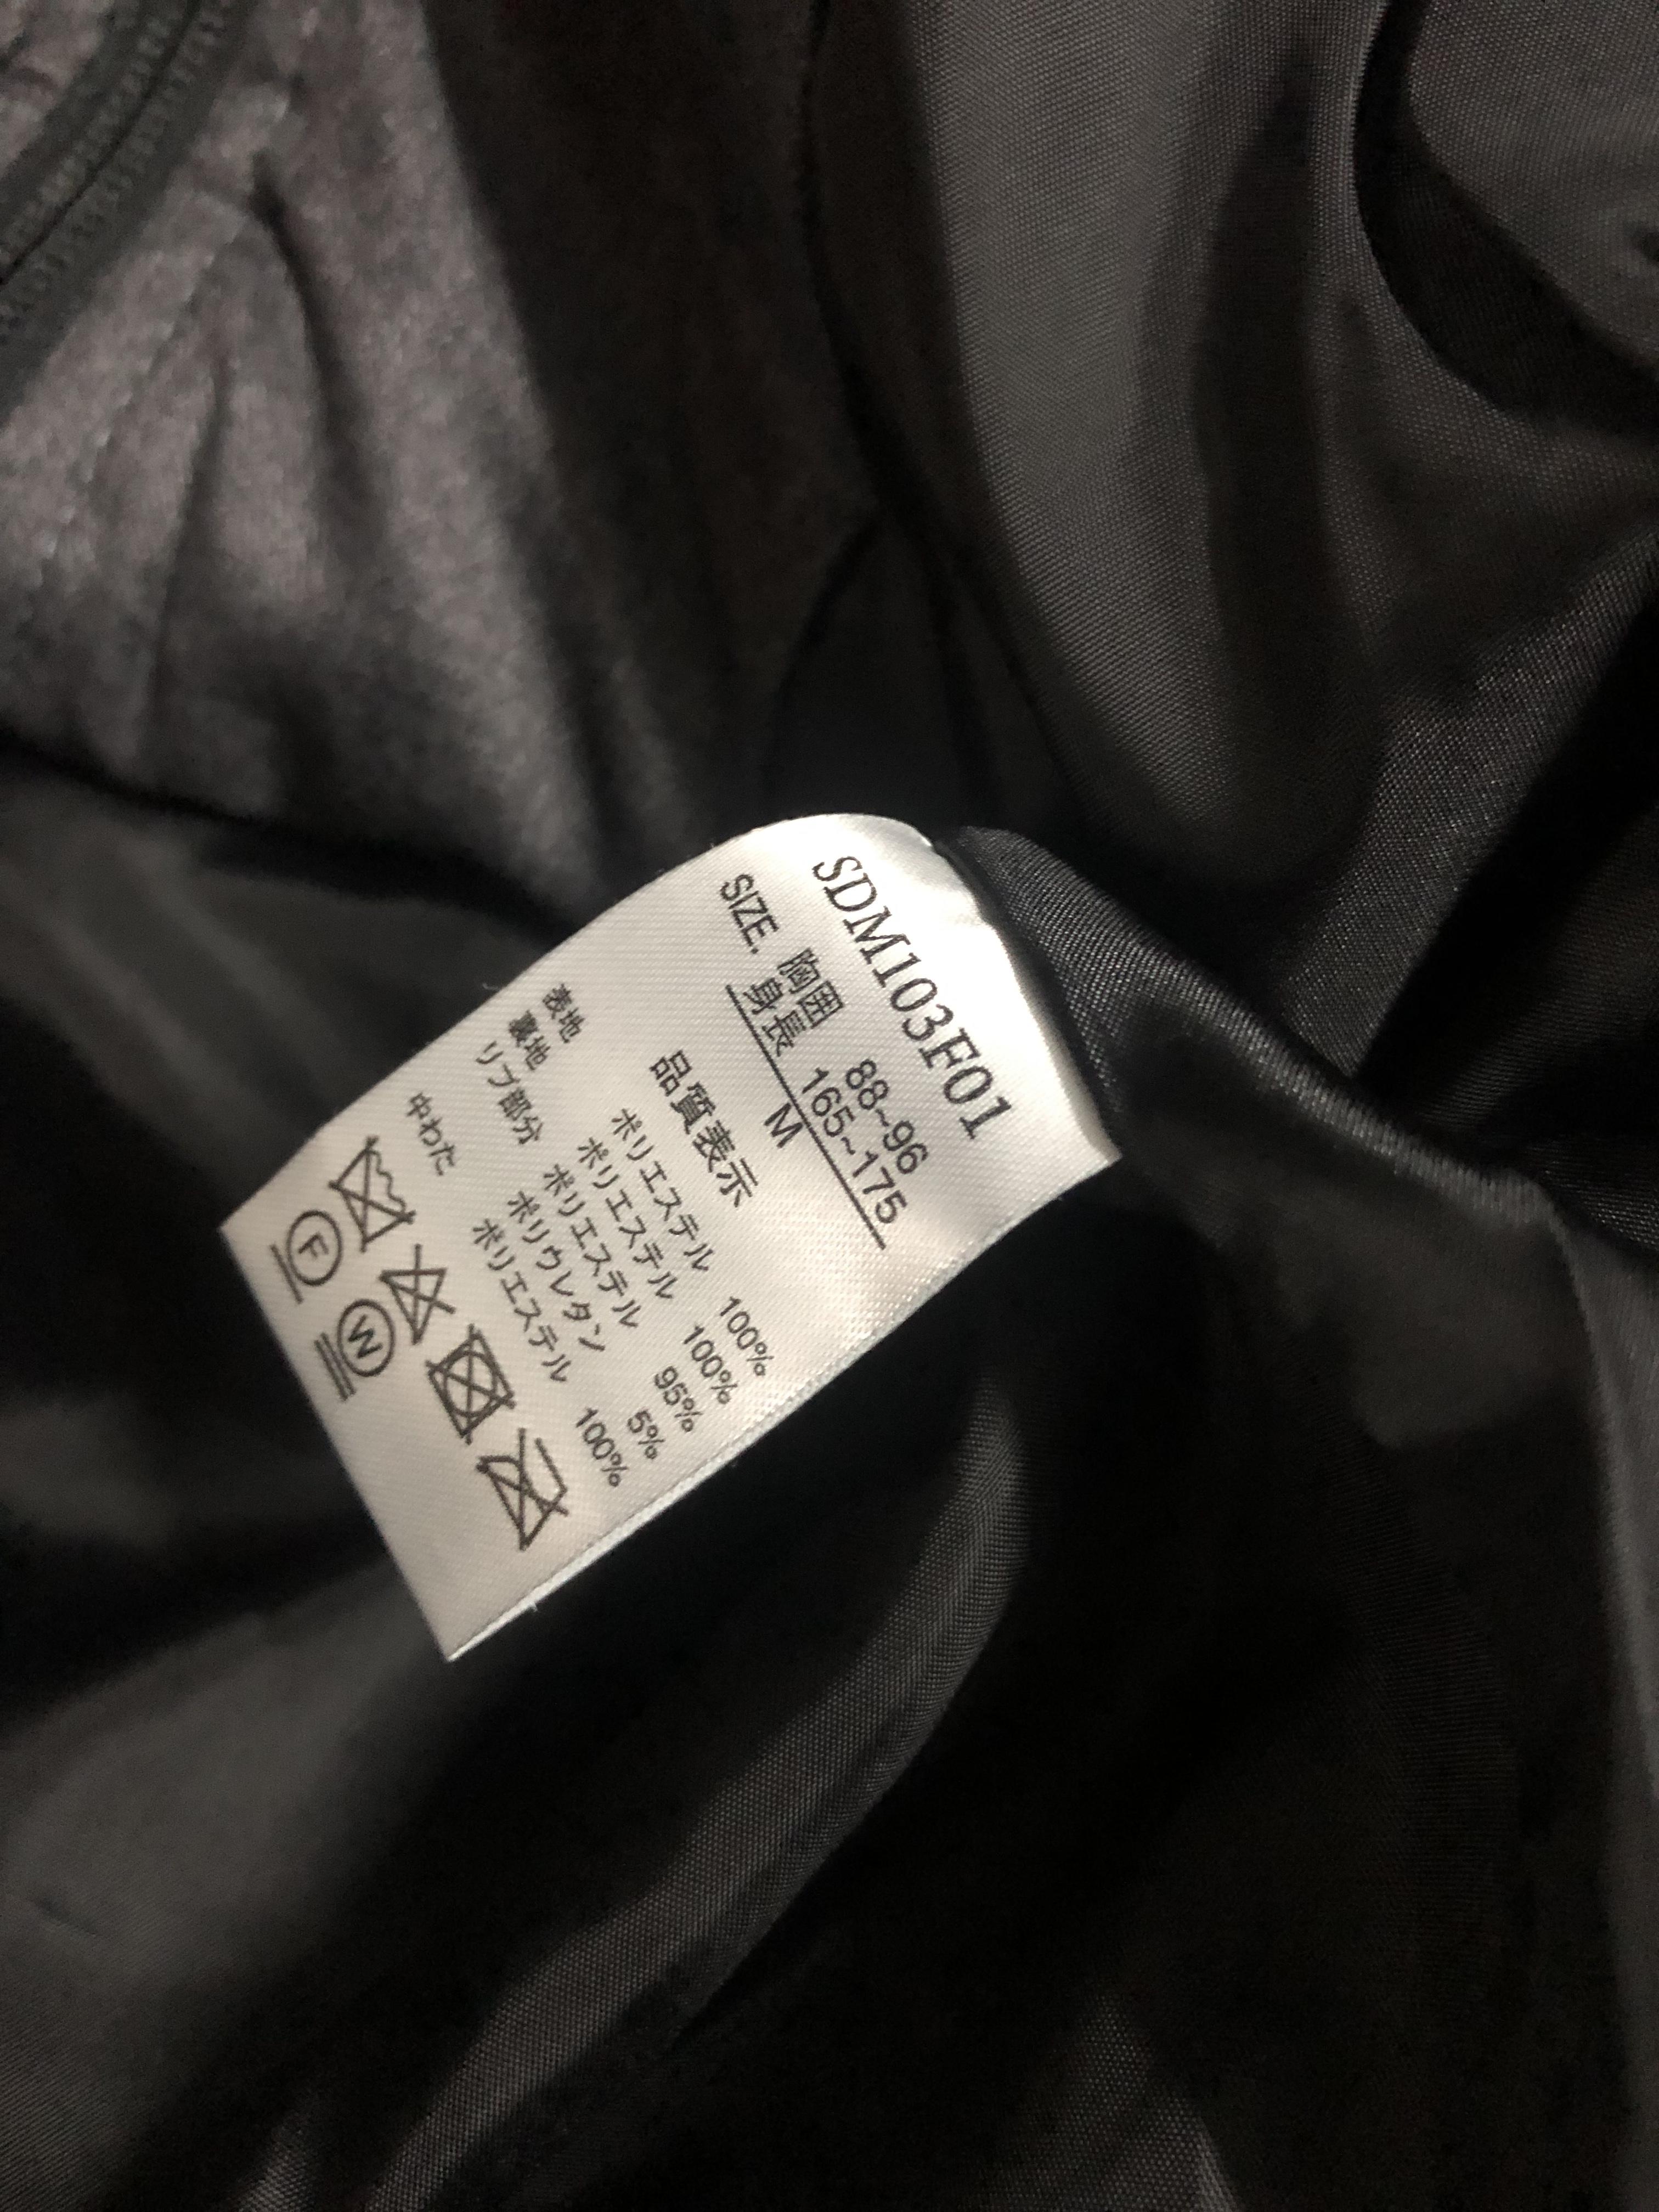 SDM103F01
胸囲 88~96
SIZE. 身長 165~175
M
品質表示
表地 ポリエステル 100%
裏地 ポリエステル 100%
リブ部分 ポリエステル 95%
ポリウレタン 5%
中わた ポリエステル 100%
F W